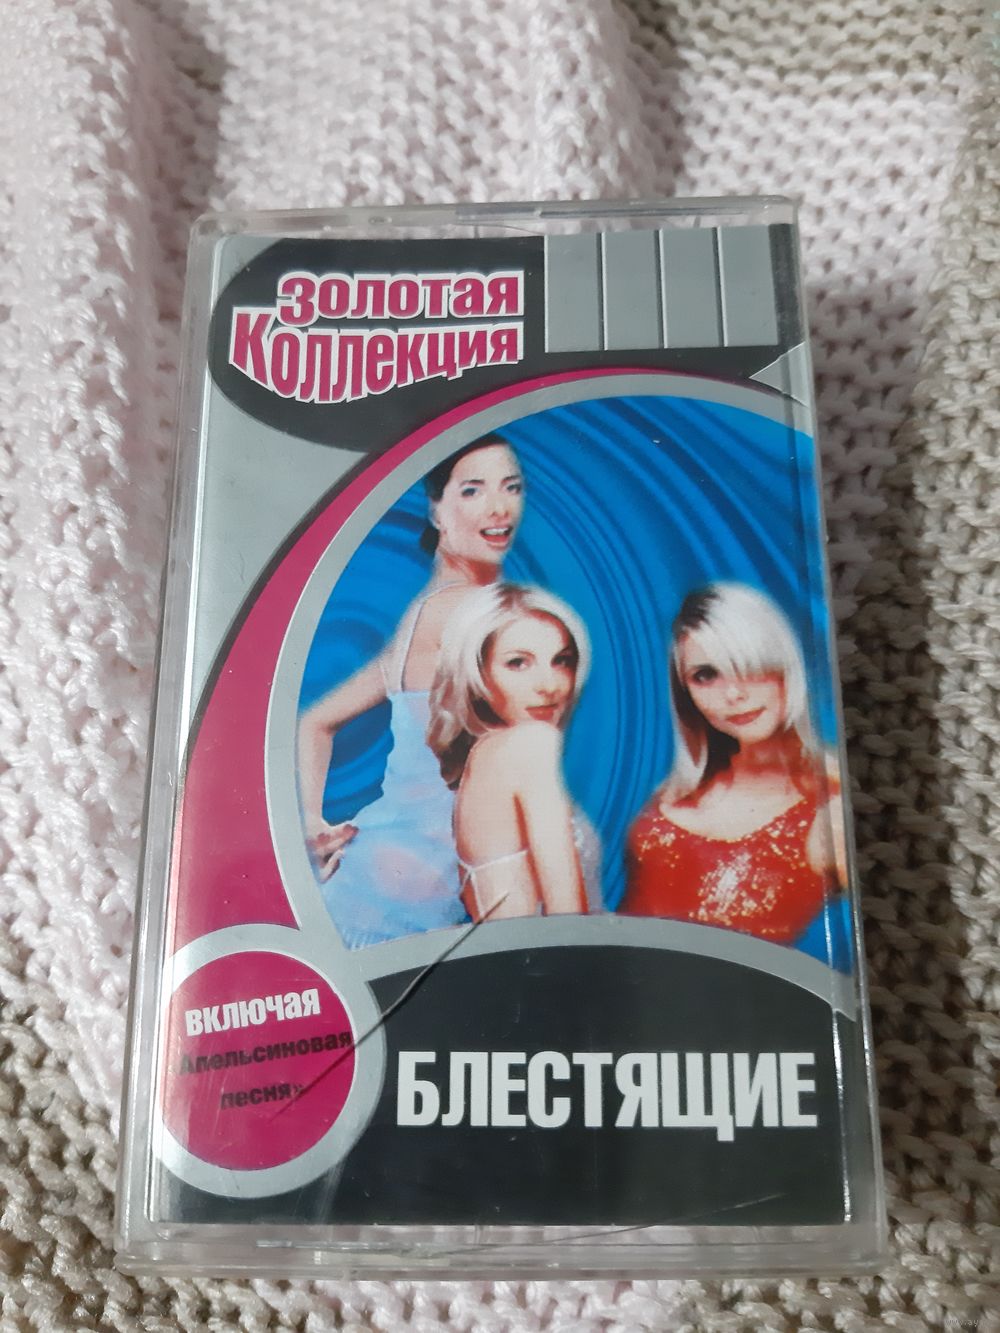 Золотая
Коллекция
включая
«Апельсиновая
песня»
БЛЕСТЯЩИЕ